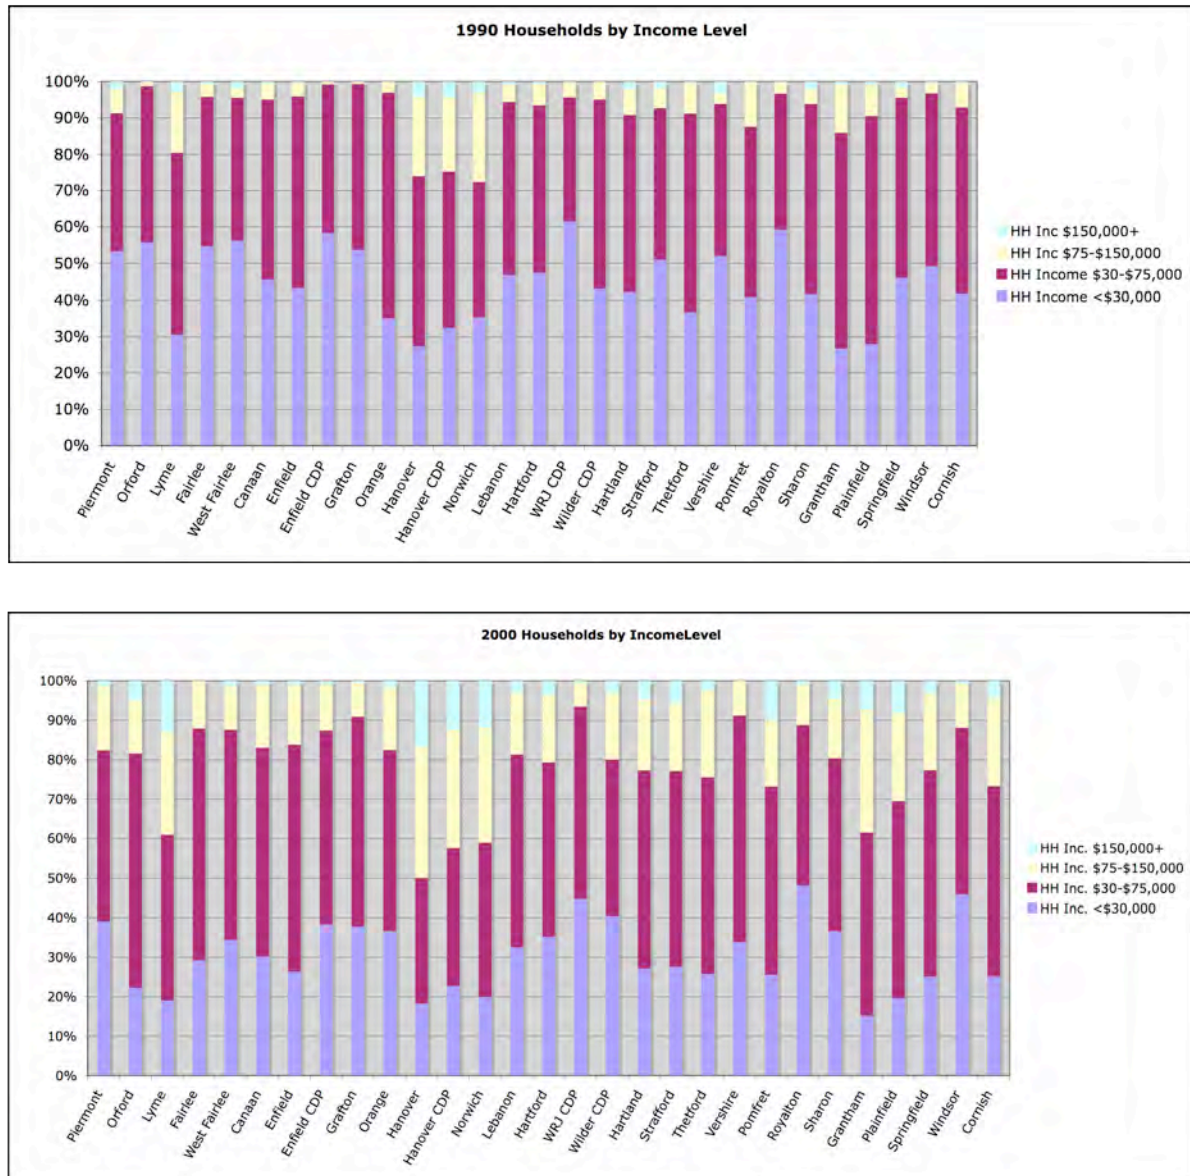 1990 Households by Income Level
100%
90%
80%
70%
60%
50%
40%
30%
20%
10%
0%
HH Inc $150,000+
HH Inc $75-$150,000
HH Income $30-$75,000
HH Income <$30,000
Piermont
Orford
Lyme
Fairlee
West Fairlee
Canaan
Enfield
Enfield CDP
Grafton
Orange
Hanover
Hanover CDP
Norwich
Lebanon
Hartford
WRJ CDP
Wilder CDP
Hartland
Strafford
Thetford
Vershire
Pomfret
Royalton
Sharon
Grantham
Plainfield
Springfield
Windsor
Cornish
2000 Households by IncomeLevel
100%
90%
80%
70%
60%
50%
40%
30%
20%
10%
0%
HH Inc. $150,000+
HH Inc. $75-$150,000
HH Inc. $30-$75,000
HH Inc. <$30,000
Piermont
Orford
Lyme
Fairlee
West Fairlee
Canaan
Enfield
Enfield CDP
Grafton
Orange
Hanover
Hanover CDP
Norwich
Lebanon
Hartford
WRJ CDP
Wilder CDP
Hartland
Strafford
Thetford
Vershire
Pomfret
Royalton
Sharon
Grantham
Plainfield
Springfield
Windsor
Cornish